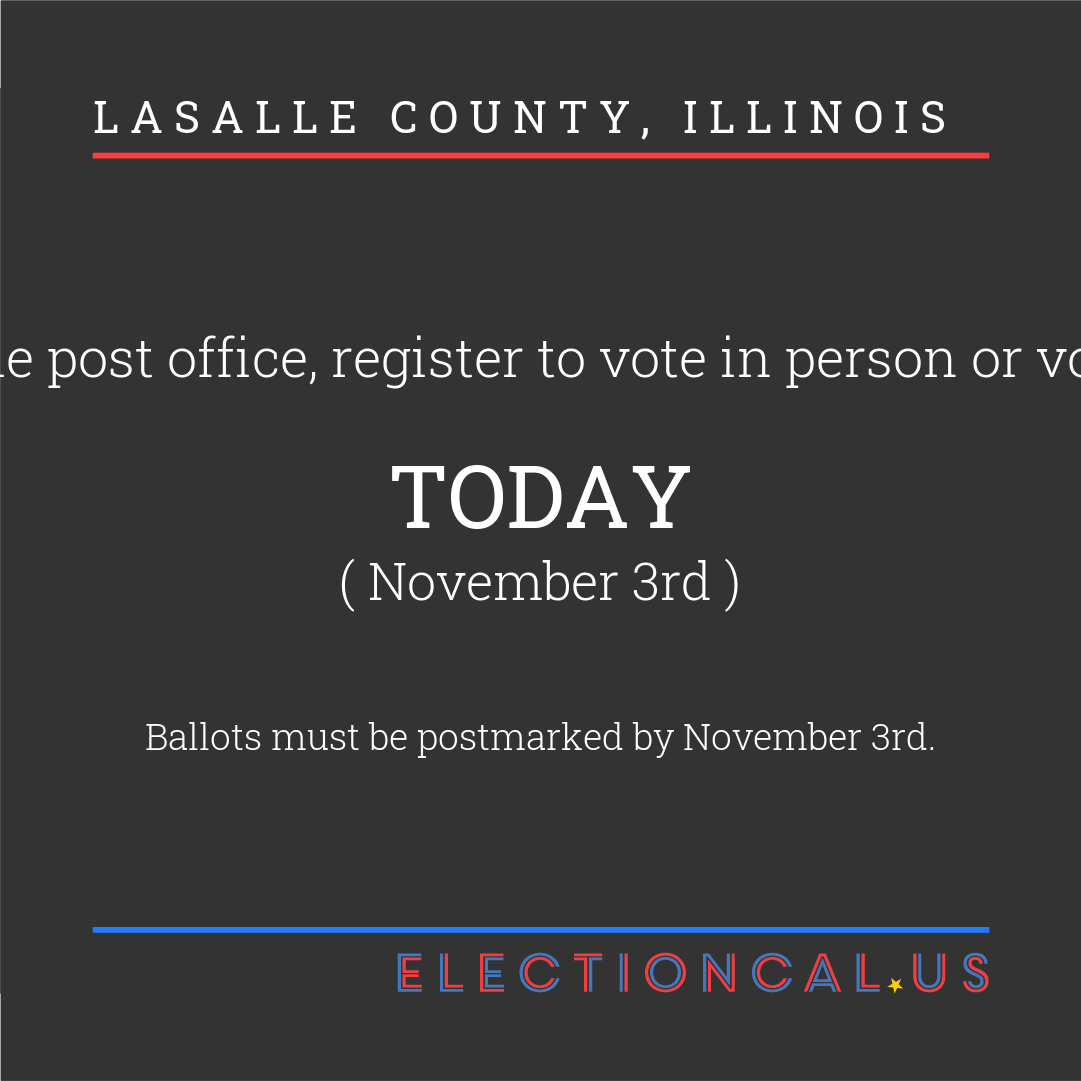 LASALLE COUNTY, ILLINOIS
post office, register to vote in person or
TODAY
( November 3rd )
Ballots must be postmarked by November 3rd.
ELECTIONCAL.US